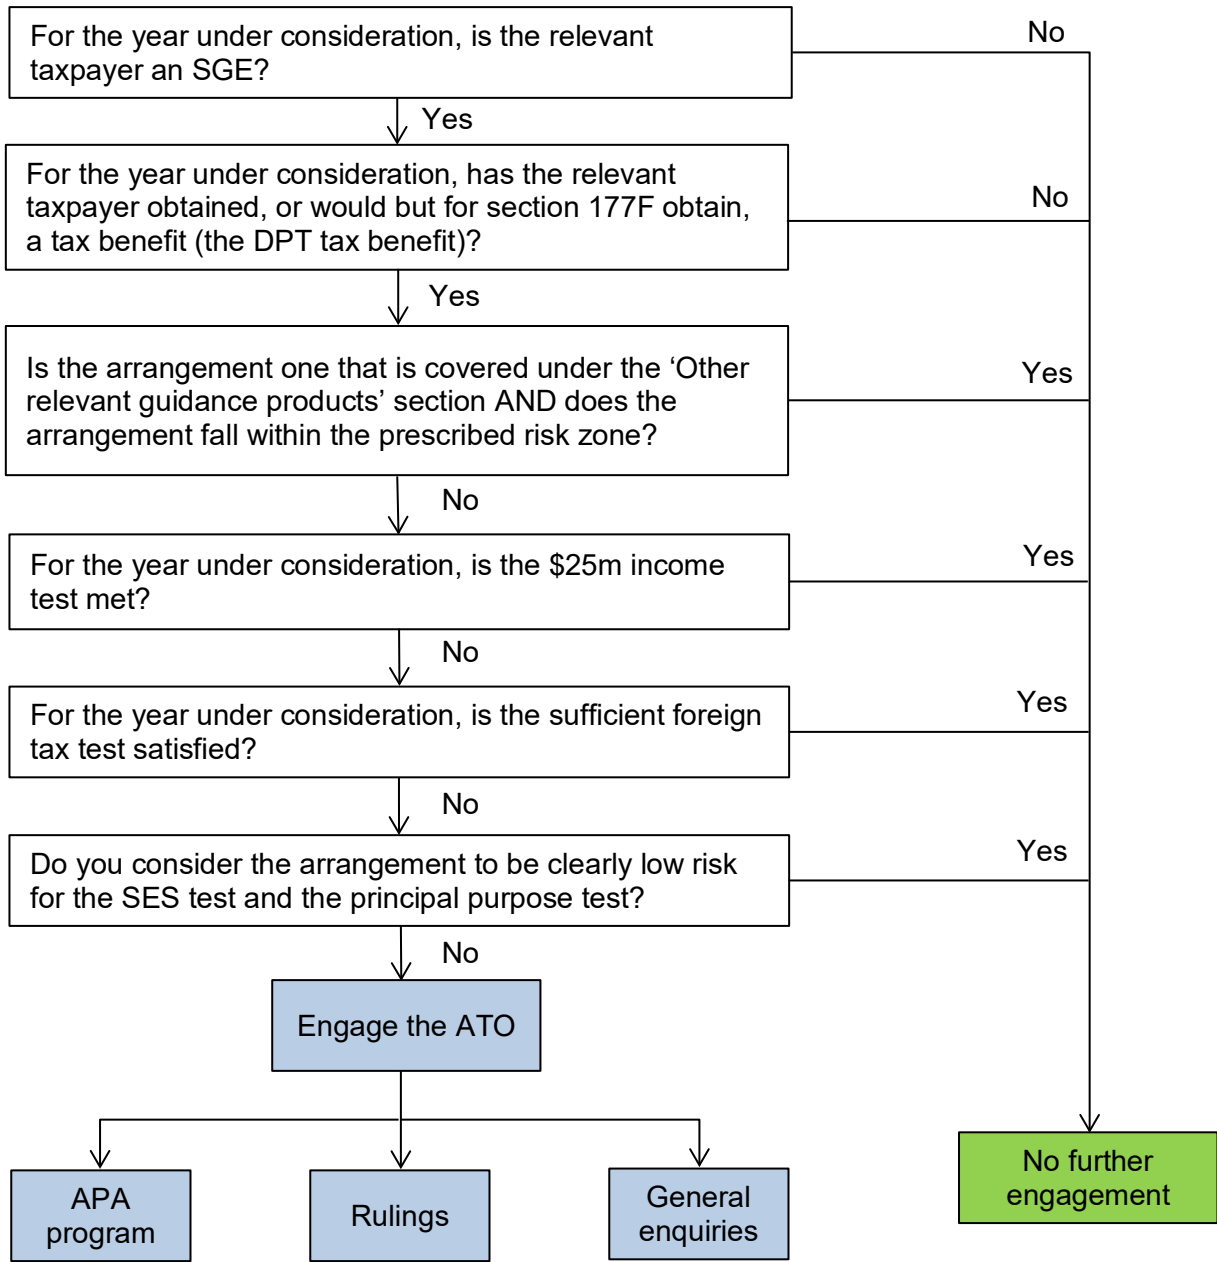 For the year under consideration, is the relevant
taxpayer an SGE?
No
Yes
For the year under consideration, has the relevant
taxpayer obtained, or would but for section 177F obtain,
a tax benefit (the DPT tax benefit)?
No
Yes
Is the arrangement one that is covered under the ‘Other
relevant guidance products’ section AND does the
arrangement fall within the prescribed risk zone?
Yes
No
For the year under consideration, is the $25m income
test met?
Yes
No
For the year under consideration, is the sufficient foreign
tax test satisfied?
Yes
No
Do you consider the arrangement to be clearly low risk
for the SES test and the principal purpose test?
Yes
No
Engage the ATO
APA
program
Rulings
General
enquiries
No further
engagement